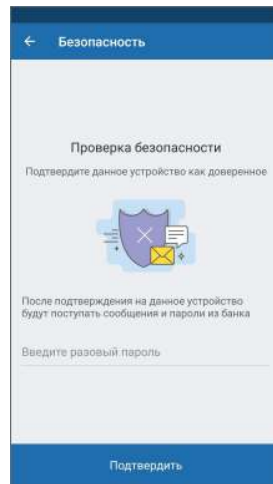 Безопасность
Проверка безопасности
Подтвердите данное устройство как доверенное
После подтверждения на данное устройство
будут поступать сообщения и пароли из банка
Введите разовый пароль
Подтвердить